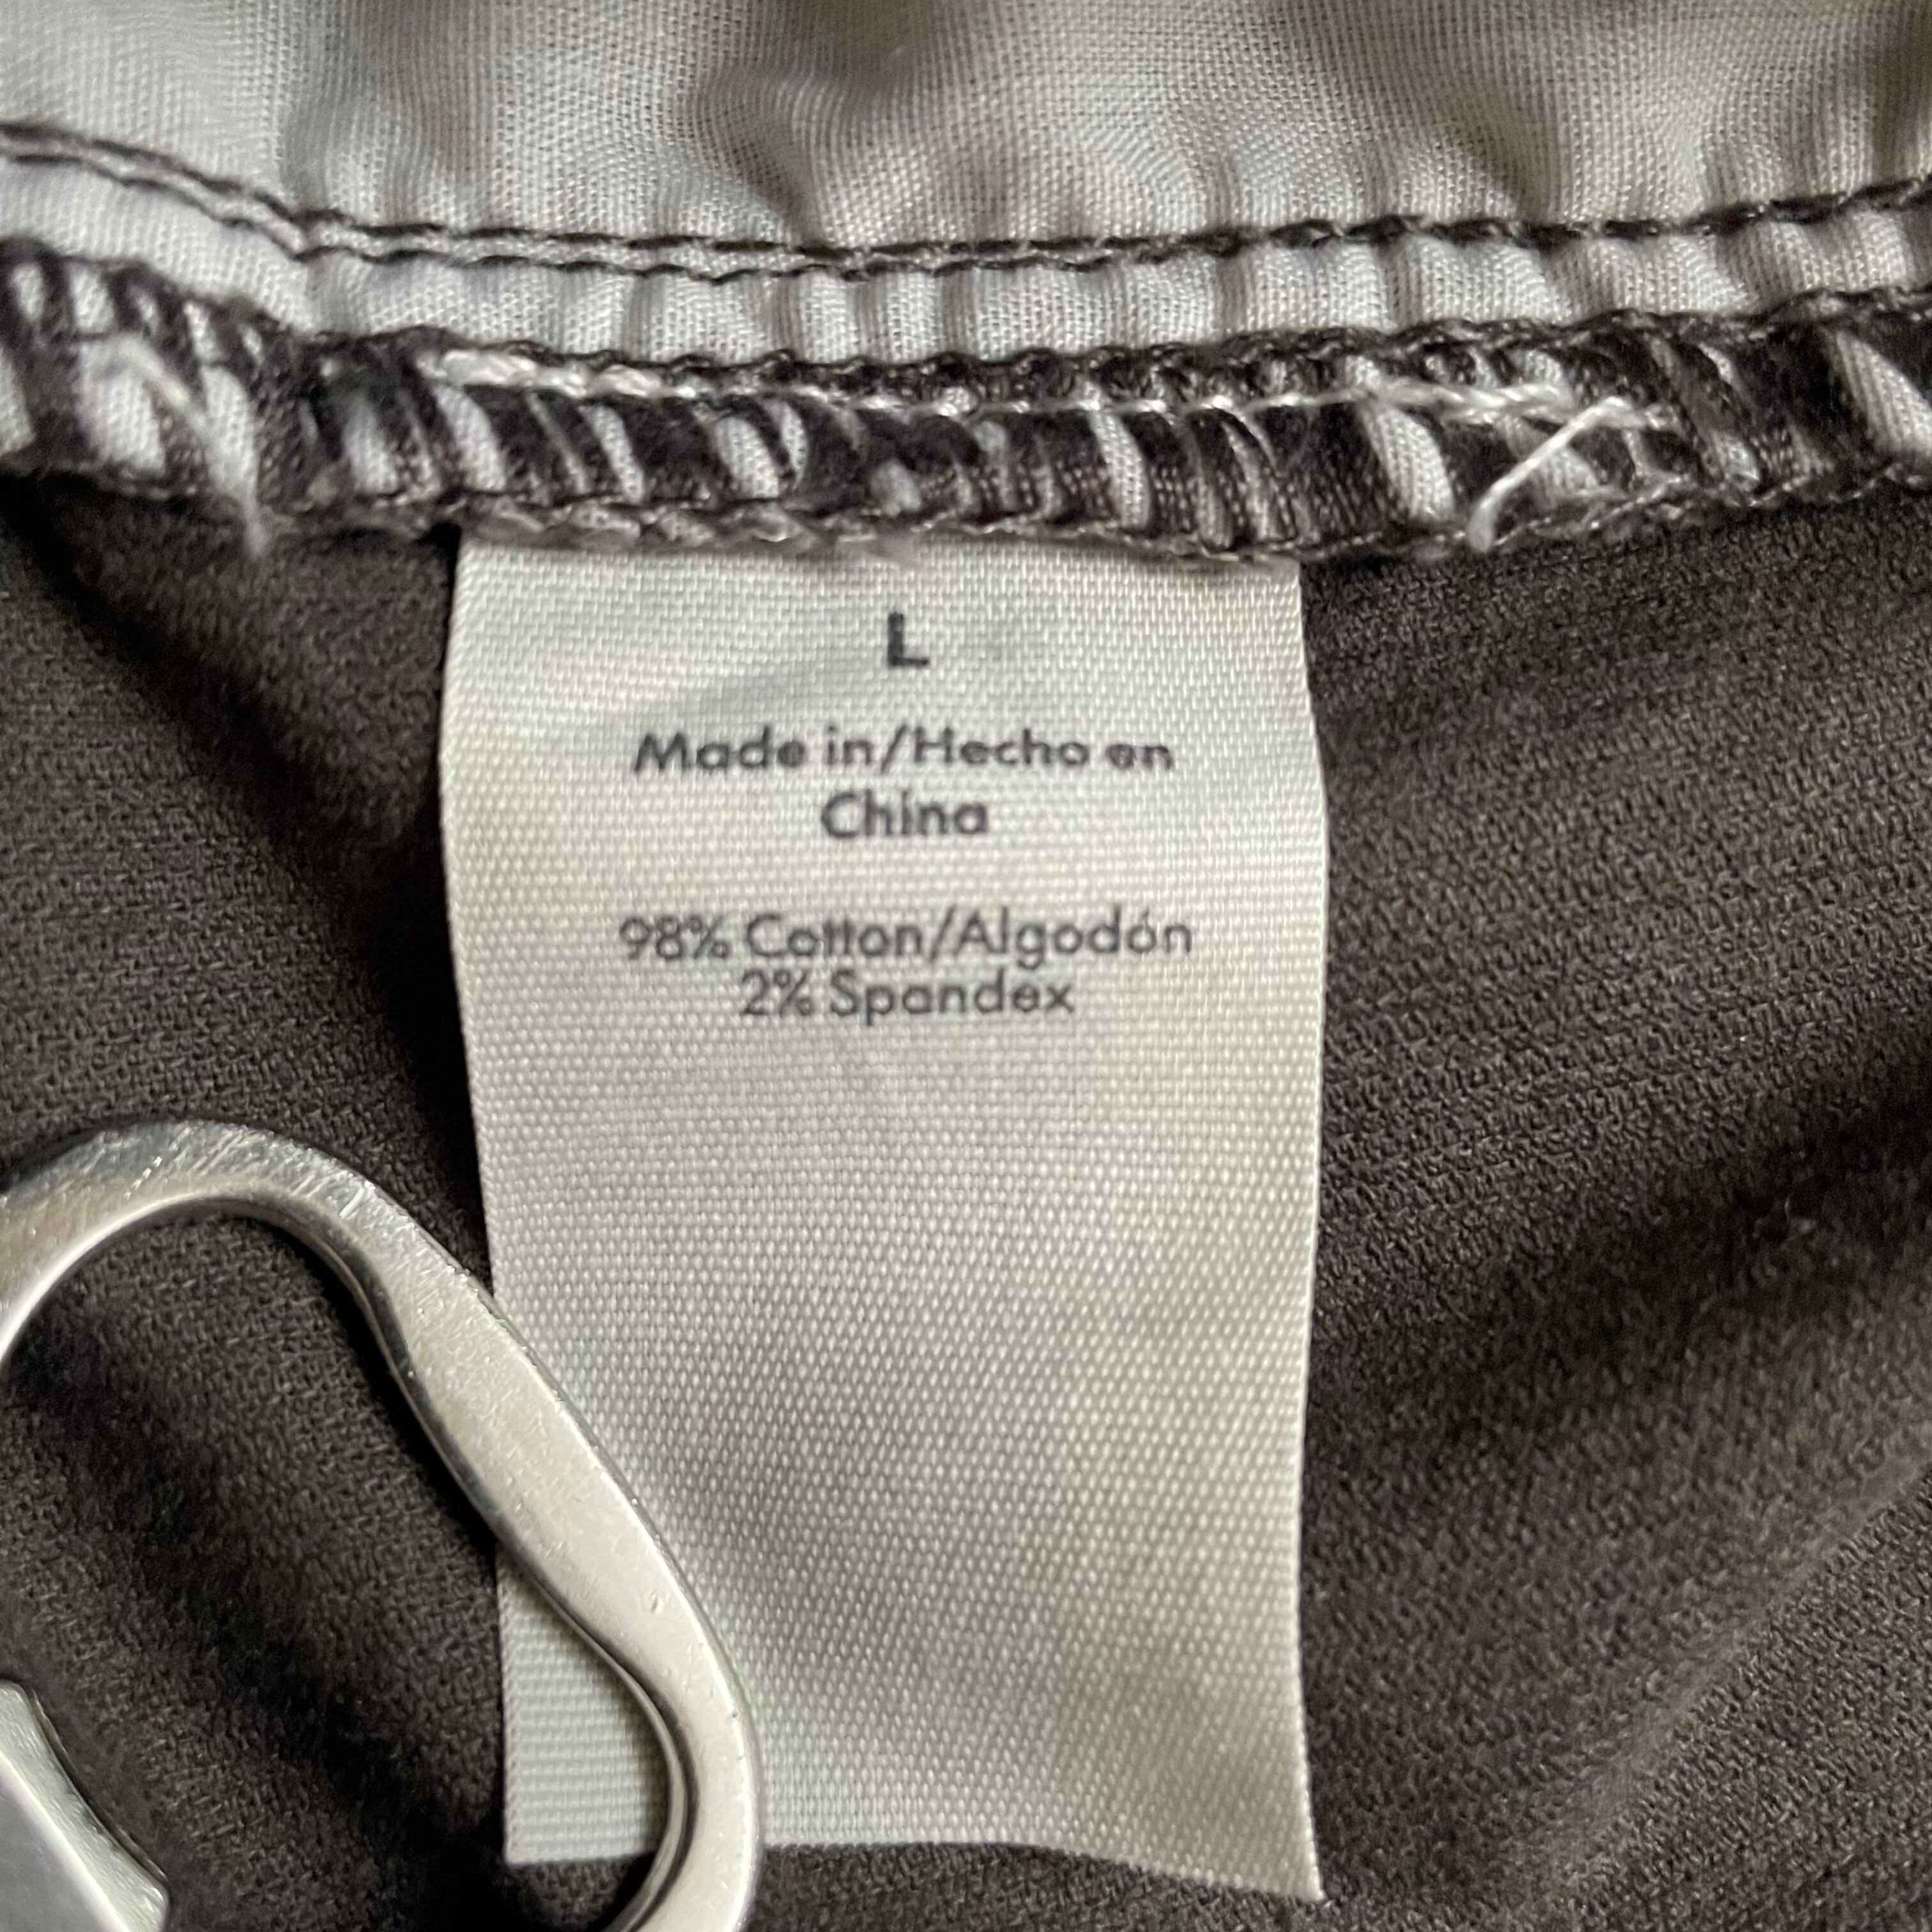 L
Made in/Hecho en
China
98% Cotton/Algodón
2% Spandex